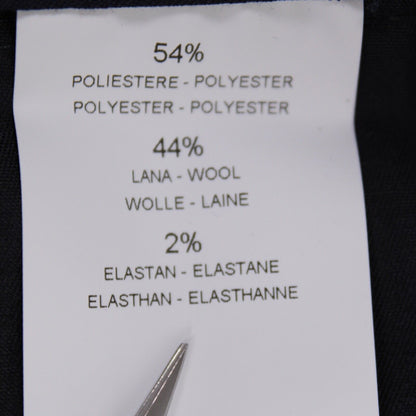 54%
POLIESTERE - POLYESTER
POLYESTER - POLYESTER
44%
LANA - WOOL
WOLLE - LAINE
2%
ELASTAN - ELASTANE
ELASTHAN - ELASTHANNE